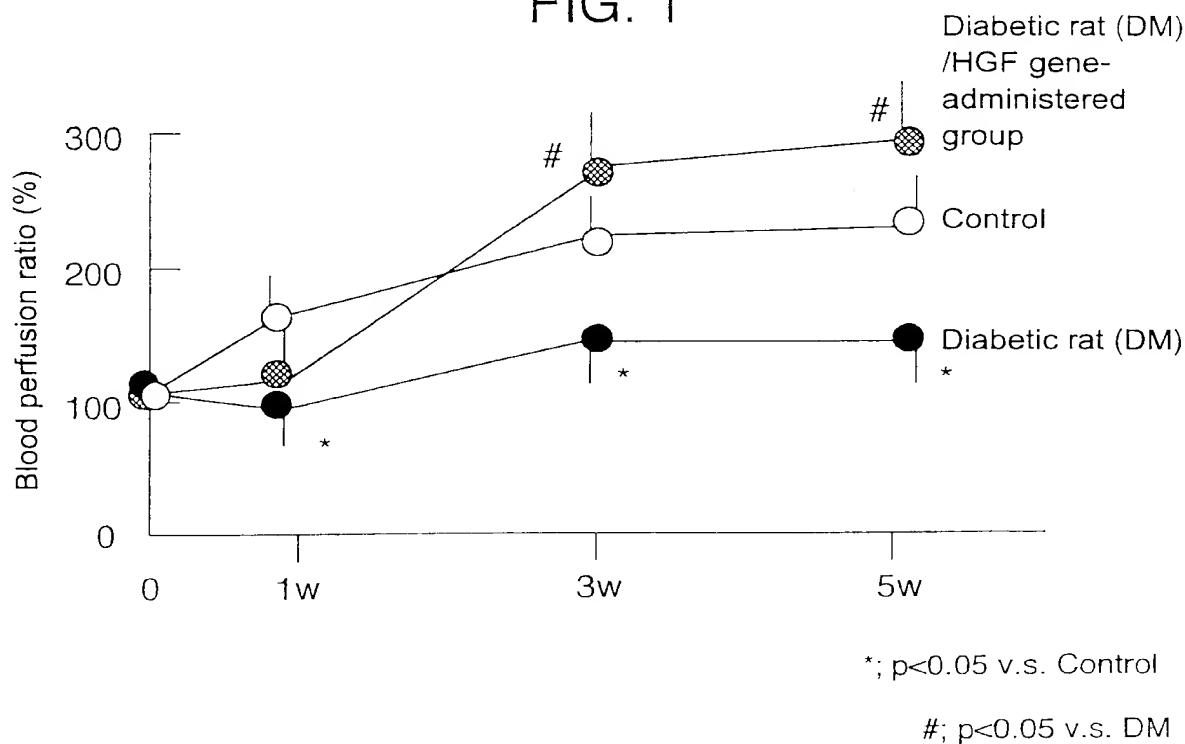 FIG. 1
Diabetic rat (DM)
/HGF gene-
administered
group
Control
Diabetic rat (DM)
Blood perfusion ratio (%)
300
200
100
0
#
#
*
*
*
0
1w
3w
5w
*; p<0.05 v.s. Control
#; p<0.05 v.s. DM